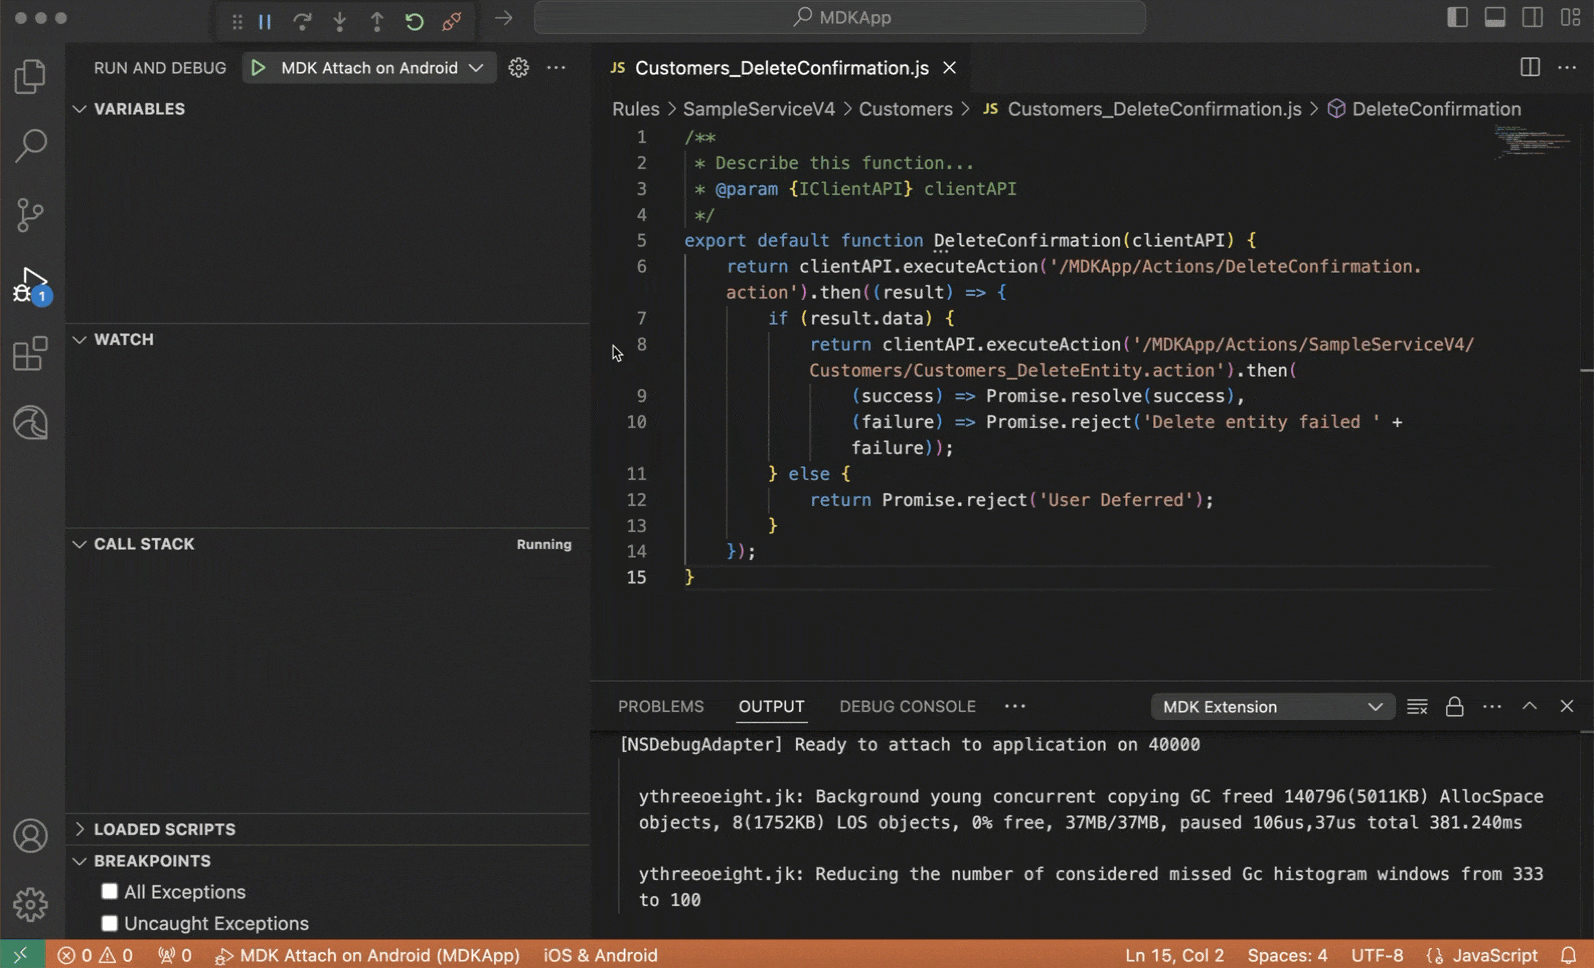 MDKApp
RUN AND DEBUG
MDK Attach on Android
JS Customers_DeleteConfirmation.js
Rules > SampleServiceV4 > Customers > JS Customers_DeleteConfirmation.js > DeleteConfirmation
VARIABLES
1 /**
2 * Describe this function...
3 * @param {IClientAPI} clientAPI
4 */
5 export default function DeleteConfirmation(clientAPI) {
6 return clientAPI.executeAction('/MDKApp/Actions/DeleteConfirmation.
action').then((result) => {
7 if (result.data) {
8 return clientAPI.executeAction('/MDKApp/Actions/SampleServiceV4/
Customers/Customers_DeleteEntity.action').then(
9 (success) => Promise.resolve(success),
10 (failure) => Promise.reject('Delete entity failed ' +
failure));
11 } else {
12 return Promise.reject('User Deferred');
13 }
14 });
15 }
1
WATCH
CALL STACK
Running
LOADED SCRIPTS
BREAKPOINTS
All Exceptions
Uncaught Exceptions
PROBLEMS OUTPUT DEBUG CONSOLE
MDK Extension
[NSDebugAdapter] Ready to attach to application on 40000
ythreeoeight.jk: Background young concurrent copying GC freed 140796(5011KB) AllocSpace
objects, 8(1752KB) LOS objects, 0% free, 37MB/37MB, paused 106us,37us total 381.240ms
ythreeoeight.jk: Reducing the number of considered missed Gc histogram windows from 333
to 100
0 0 0 MDK Attach on Android (MDKApp) iOS & Android Ln 15, Col 2 Spaces: 4 UTF-8 {} JavaScript